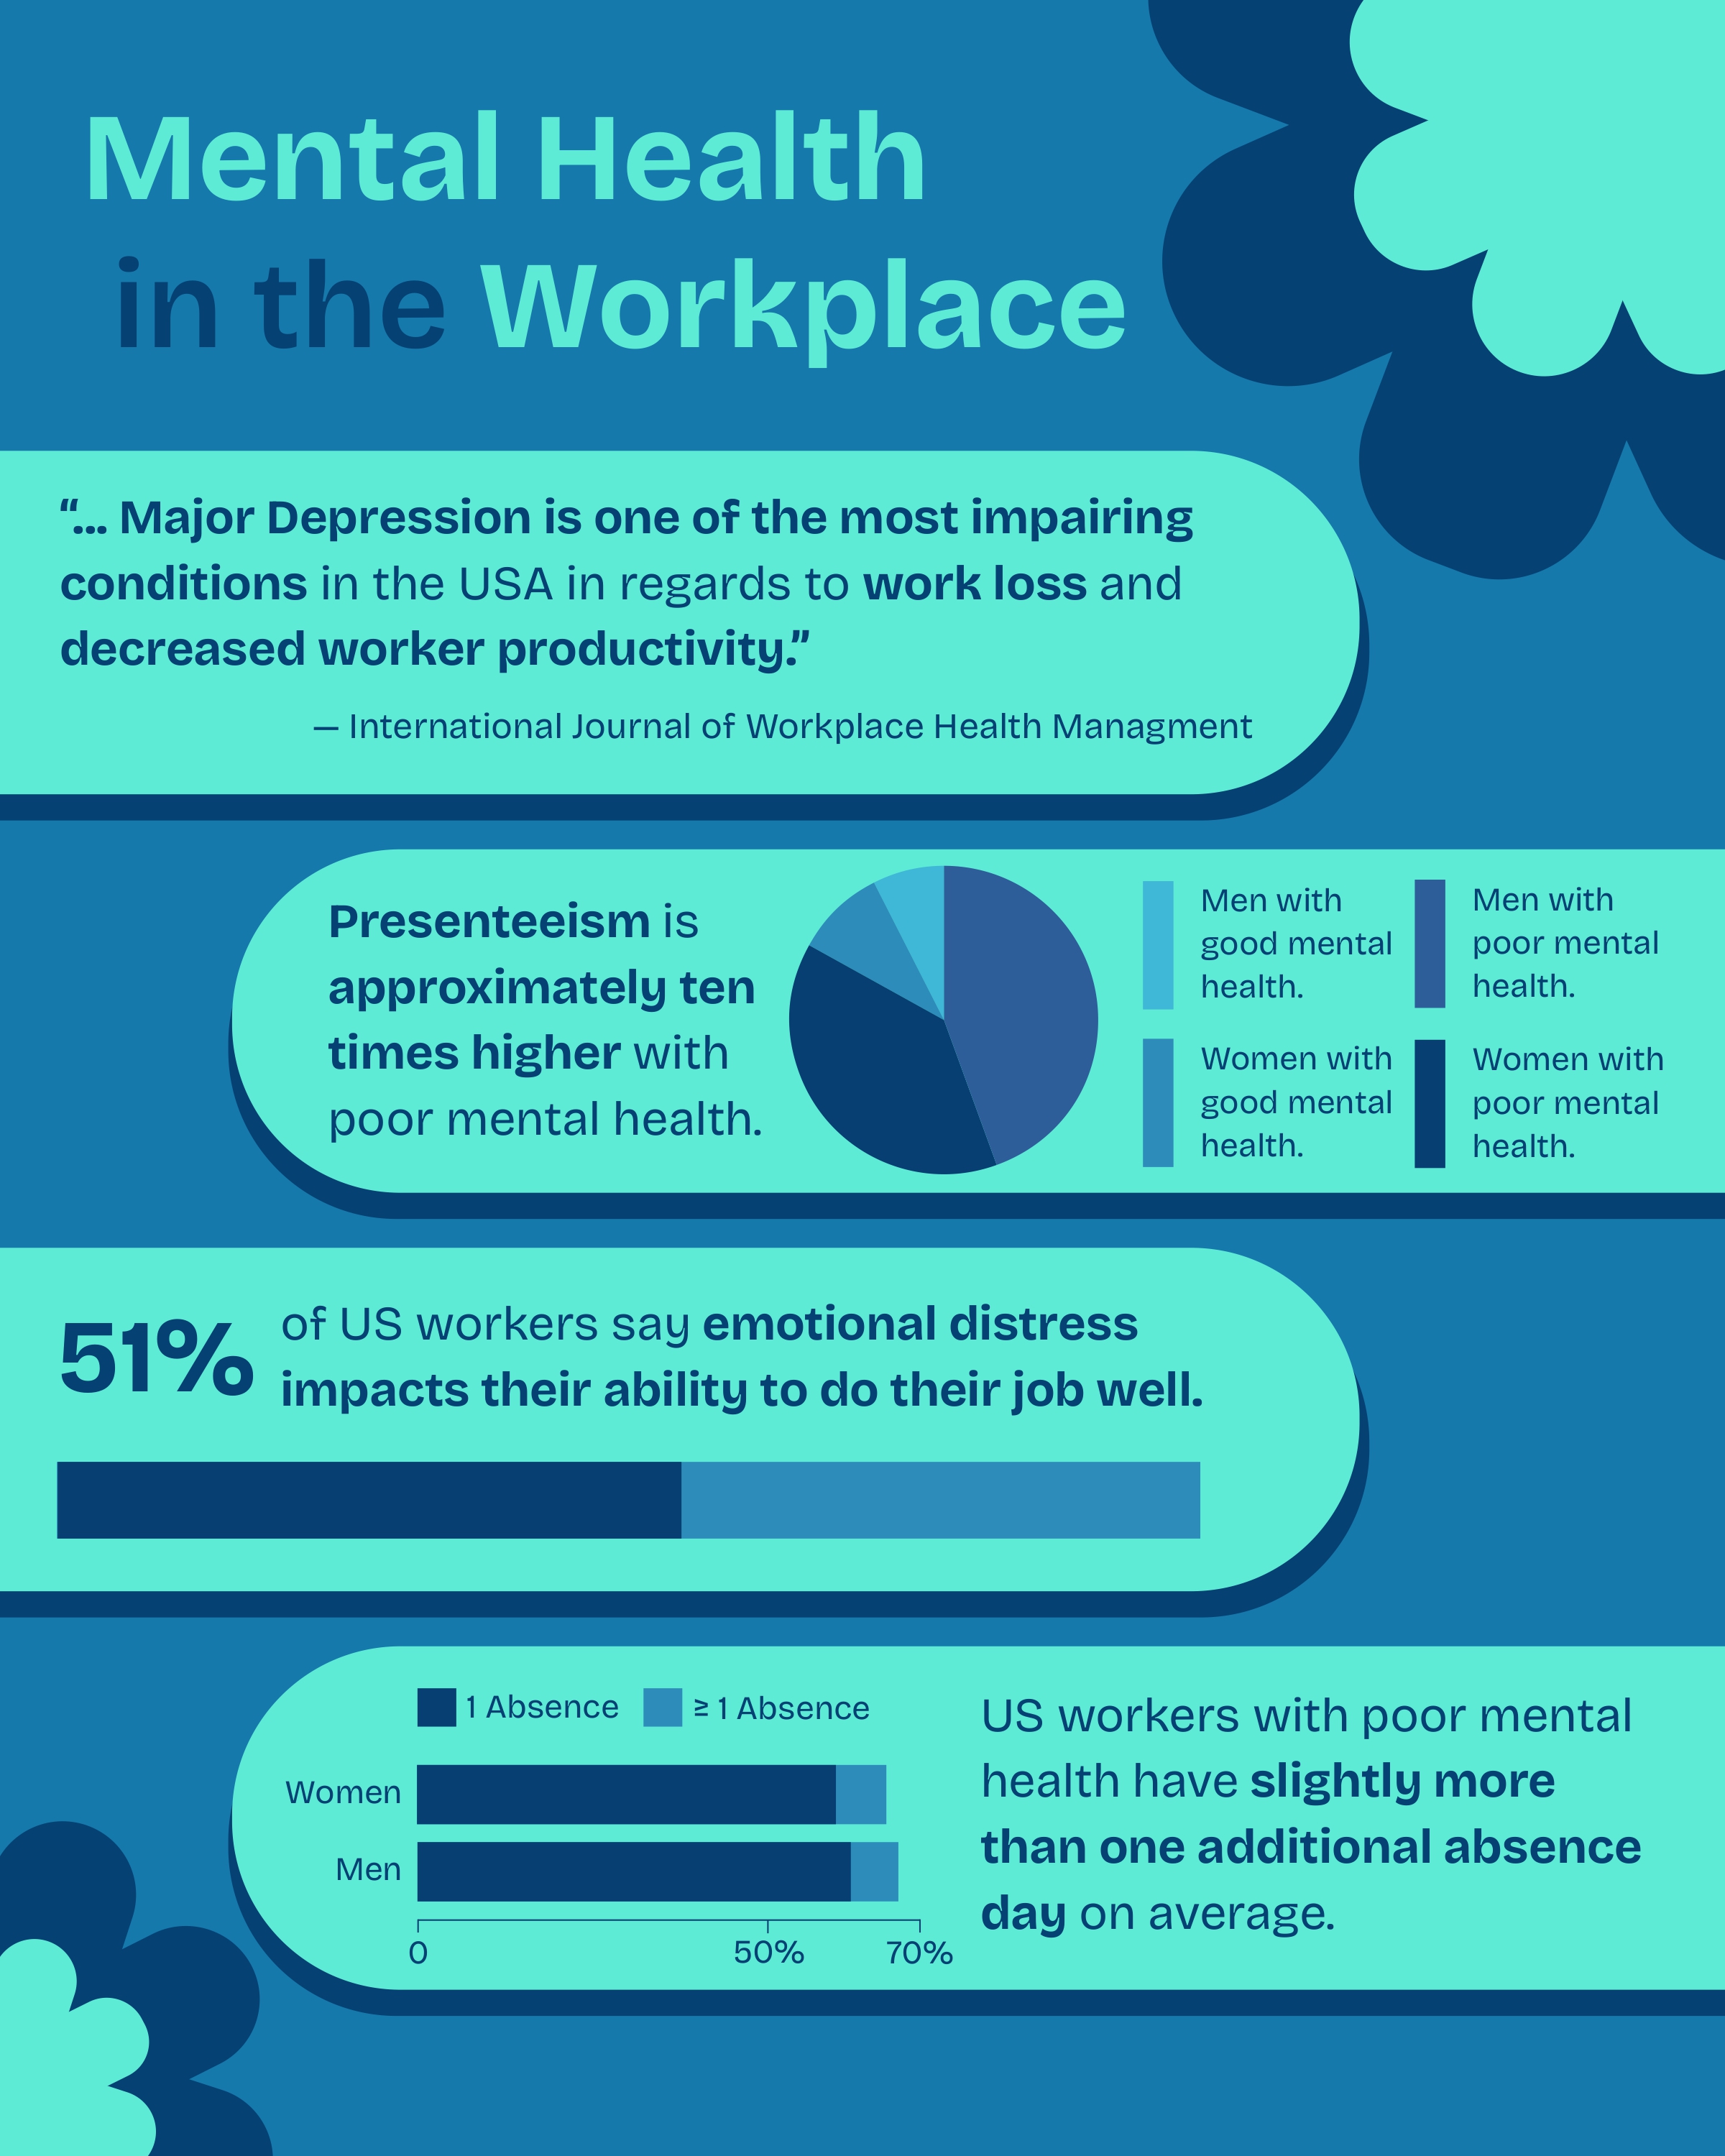 Mental Health
in the Workplace
“... Major Depression is one of the most impairing
conditions in the USA in regards to work loss and
decreased worker productivity.”
— International Journal of Workplace Health Managment
Presenteeism is
approximately ten
times higher with
poor mental health.
Men with
good mental
health.
Men with
poor mental
health.
Women with
good mental
health.
Women with
poor mental
health.
51%
of US workers say emotional distress
impacts their ability to do their job well.
1 Absence
≥ 1 Absence
Women
Men
0
50%
70%
US workers with poor mental
health have slightly more
than one additional absence
day on average.